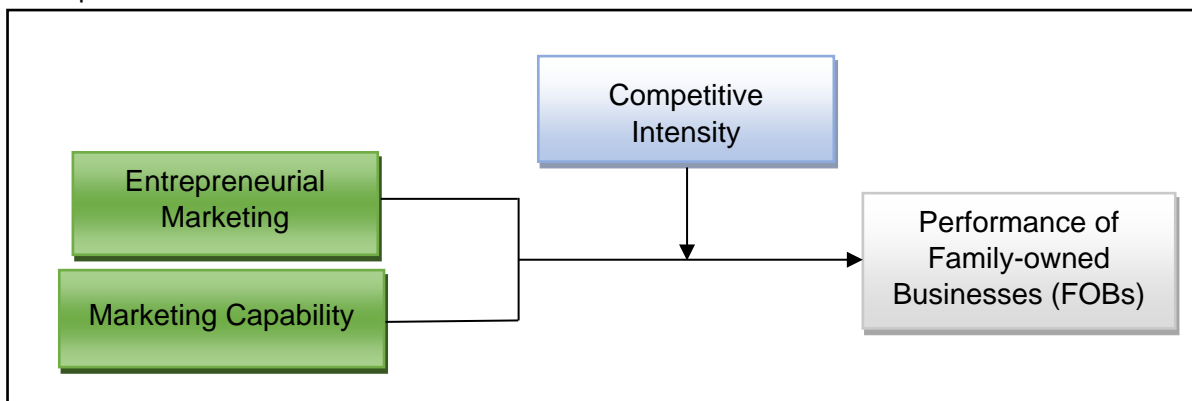 Competitive
Intensity
Entrepreneurial
Marketing
Marketing Capability
Performance of
Family-owned
Businesses (FOBs)